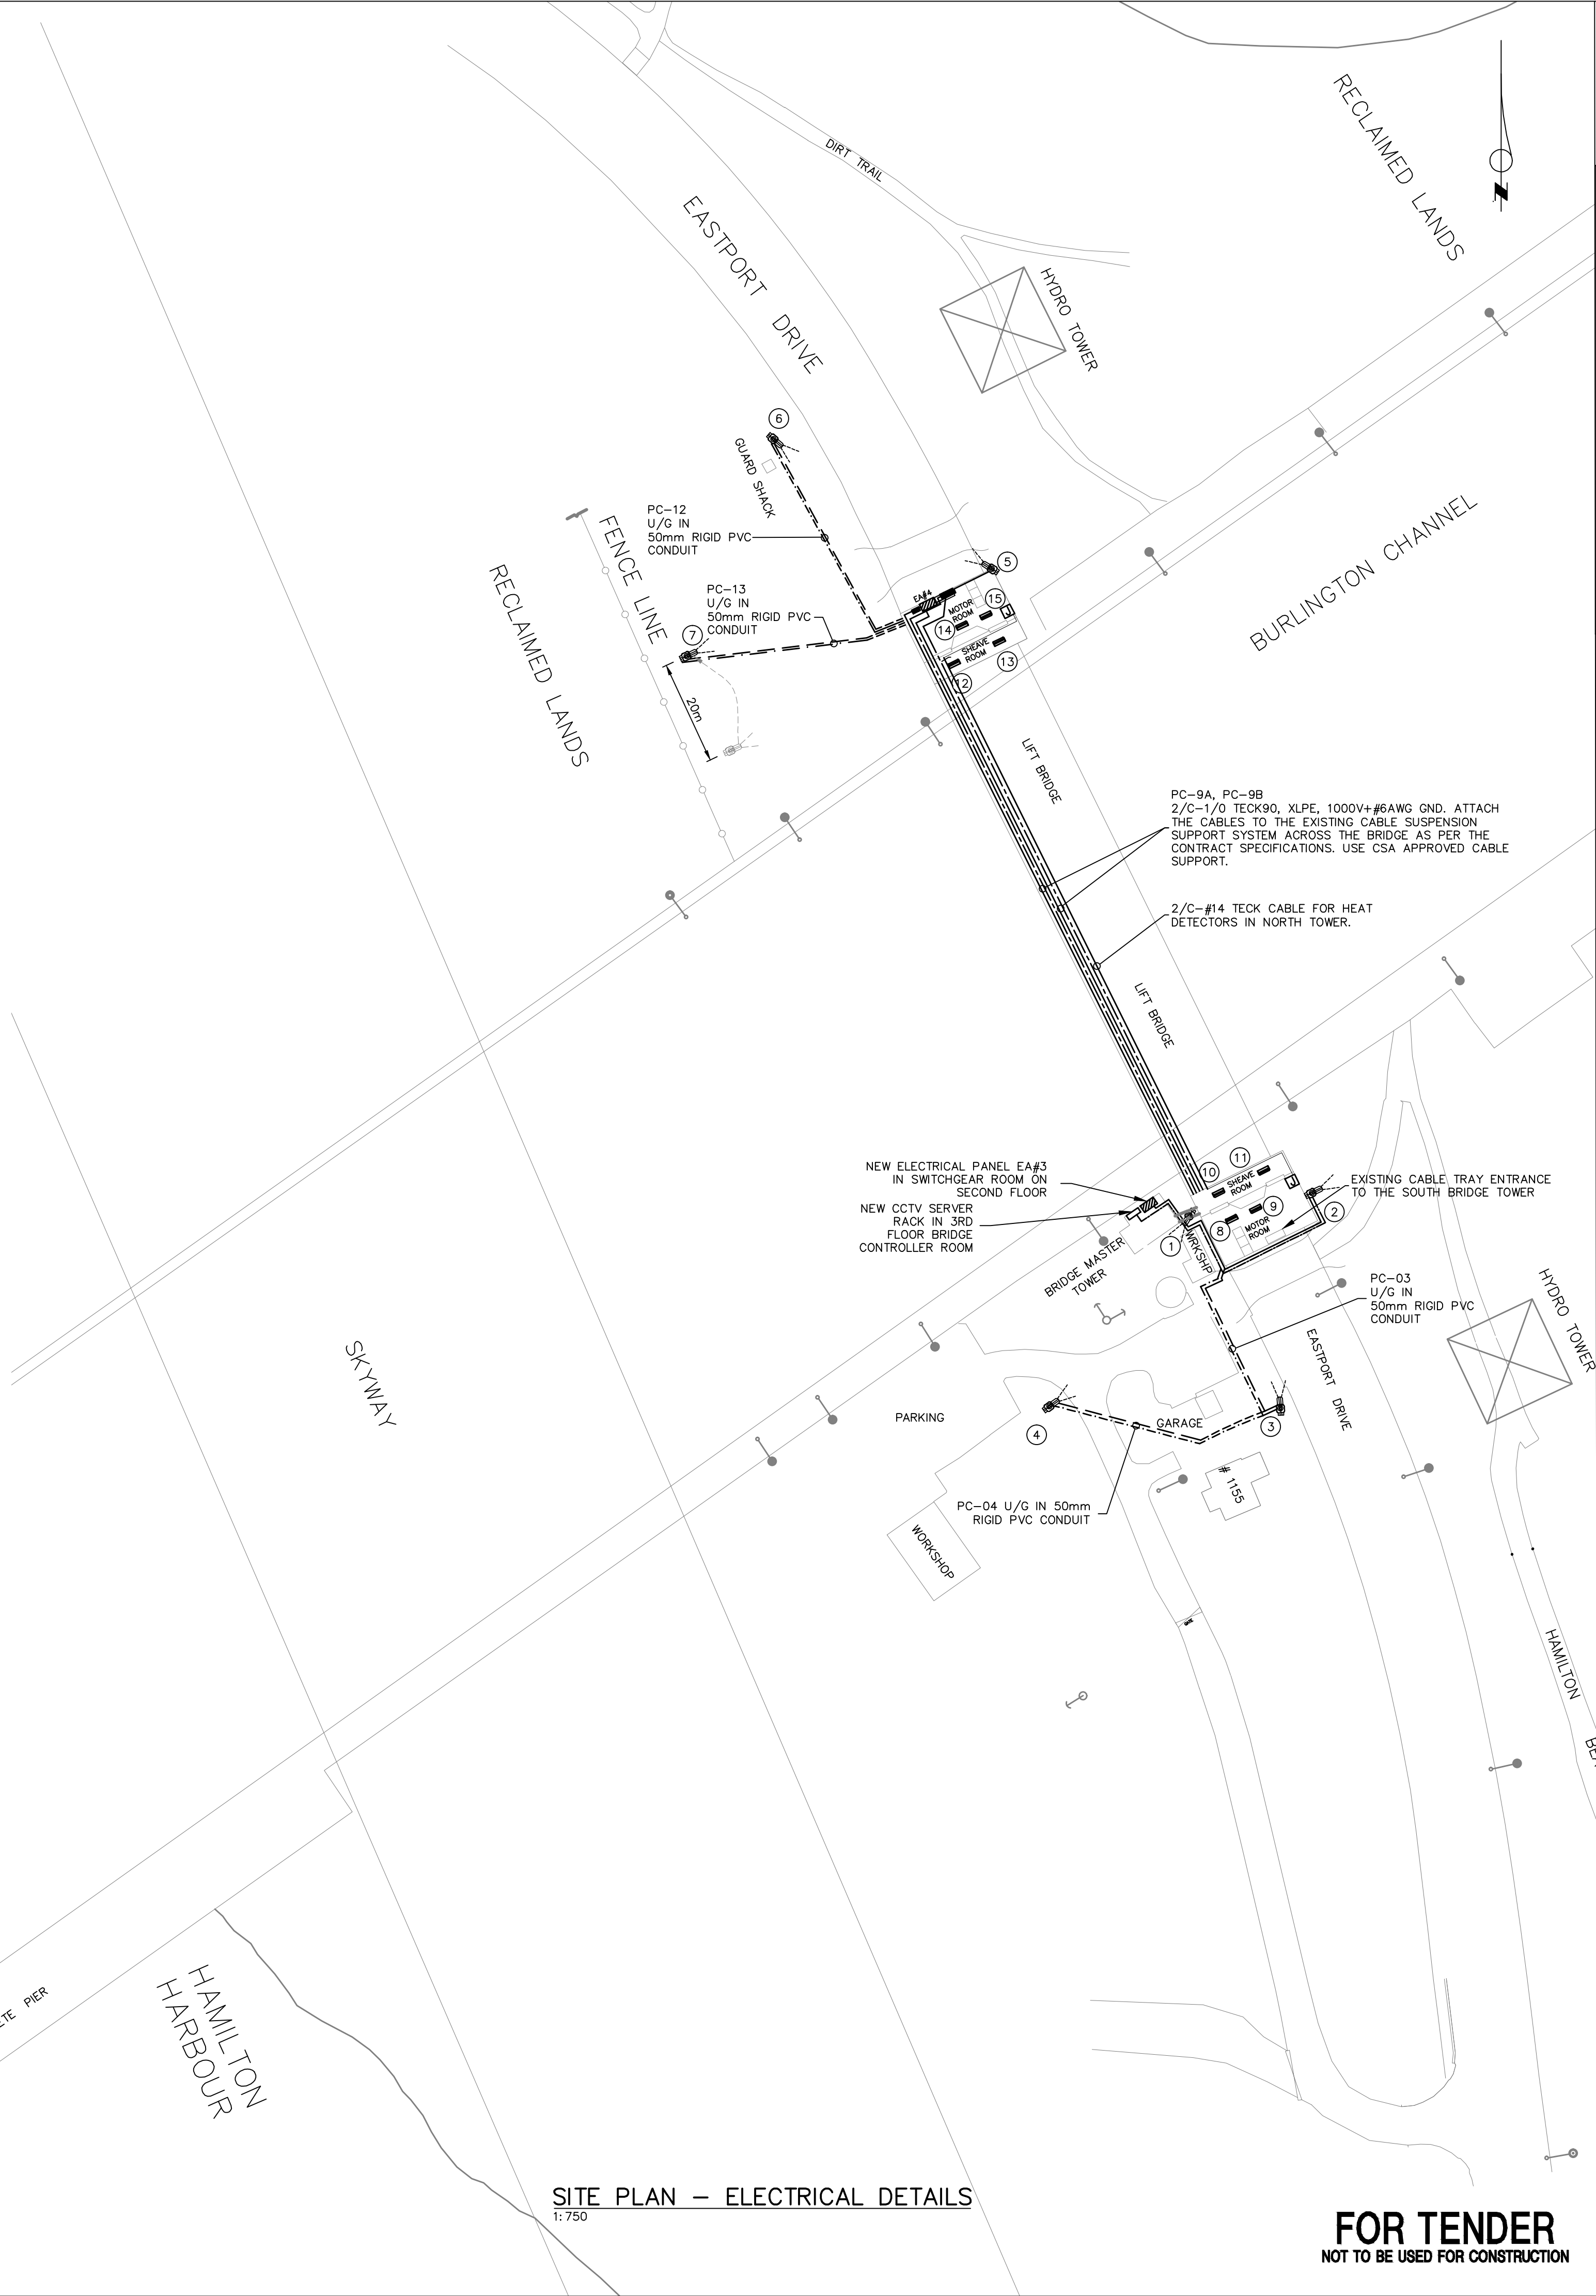 RECLAIMED LANDS
N
DIRT TRAIL
EASTPORT DRIVE
HYDRO TOWER
6
GUARD SHACK
PC-12
U/G IN
50mm RIGID PVC
CONDUIT
FENCE LINE
RECLAIMED LANDS
BURLINGTON CHANNEL
5
EA#4
MOTOR
ROOM
15
14
PC-13
U/G IN
50mm RIGID PVC
CONDUIT
7
SHEAVE
ROOM
13
12
20m
LIFT BRIDGE
PC-9A, PC-9B
2/C-1/0 TECK90, XLPE, 1000V+#6AWG GND. ATTACH
THE CABLES TO THE EXISTING CABLE SUSPENSION
SUPPORT SYSTEM ACROSS THE BRIDGE AS PER THE
CONTRACT SPECIFICATIONS. USE CSA APPROVED CABLE
SUPPORT.
2/C-#14 TECK CABLE FOR HEAT
DETECTORS IN NORTH TOWER.
LIFT BRIDGE
NEW ELECTRICAL PANEL EA#3
IN SWITCHGEAR ROOM ON
SECOND FLOOR
NEW CCTV SERVER
RACK IN 3RD
FLOOR BRIDGE
CONTROLLER ROOM
10
11
SHEAVE
ROOM
EXISTING CABLE TRAY ENTRANCE
TO THE SOUTH BRIDGE TOWER
9
8
2
MOTOR
ROOM
1
WRKSHP
BRIDGE MASTER
TOWER
PC-03
U/G IN
50mm RIGID PVC
CONDUIT
HYDRO TOWER
EASTPORT DRIVE
SKYWAY
PARKING
4
GARAGE
3
# 1155
PC-04 U/G IN 50mm
RIGID PVC CONDUIT
WORKSHOP
GATE
HAMILTON
BE
ETE PIER
HAMILTON
HARBOUR
SITE PLAN - ELECTRICAL DETAILS
1:750
FOR TENDER
NOT TO BE USED FOR CONSTRUCTION